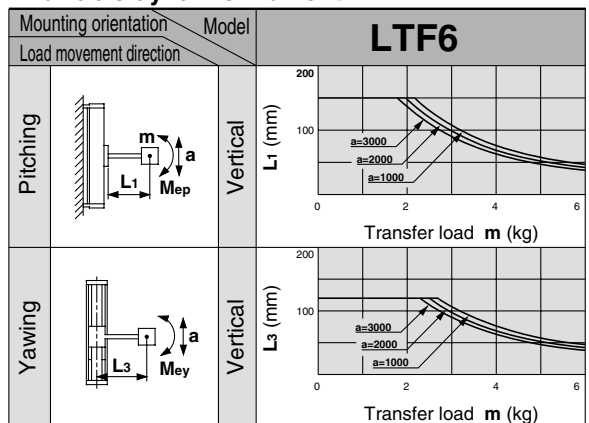 Mounting orientation
Model
Load movement direction
LTF6
Pitching
m
a
L1
Mep
Vertical
L1 (mm)
200
100
a=3000
a=2000
a=1000
0 2 4 6
Transfer load m (kg)
Yawing
a
L3
Mey
Vertical
L3 (mm)
200
100
a=3000
a=2000
a=1000
0 2 4 6
Transfer load m (kg)